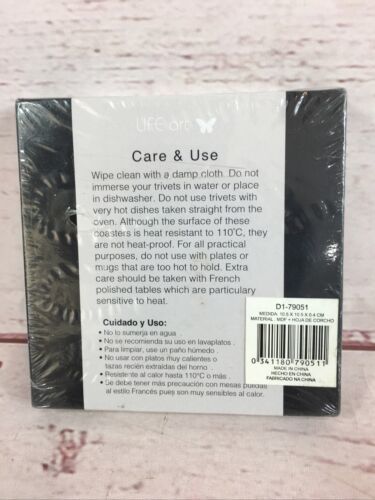 LIFE art
Care & Use
Wipe clean with a damp cloth. Do not
immerse your trivets in water or place
in dishwasher. Do not use trivets with
very hot dishes taken straight from the
oven. Although the surface of these
coasters is heat resistant to 110˚C, they
are not heat-proof. For all practical
purposes, do not use with plates or
mugs that are too hot to hold. Extra
care should be taken with French
polished tables which are particulary
sensitive to heat.
Cuidado y Uso:
• No lo sumerja en agua .
• No se recomienda su uso en lavaplatos .
• Para limpiar, use un paño húmedo .
• No usar con platos muy calientes o
tazas recien extraídas del horno .
• Resistente al calor hasta 110°C o más .
• Se debe tener más precaución con mesas pulidas
al estilo Francés pues son muy sensibles al calor.
D1-79051
MEDIDA: 10.5 X 10.5 X 0.4 CM
MATERIAL: MDF + HOJA DE CORCHO
0 341180 790511
MADE IN CHINA
HECHO EN CHINA
FABRICADO NA CHINA